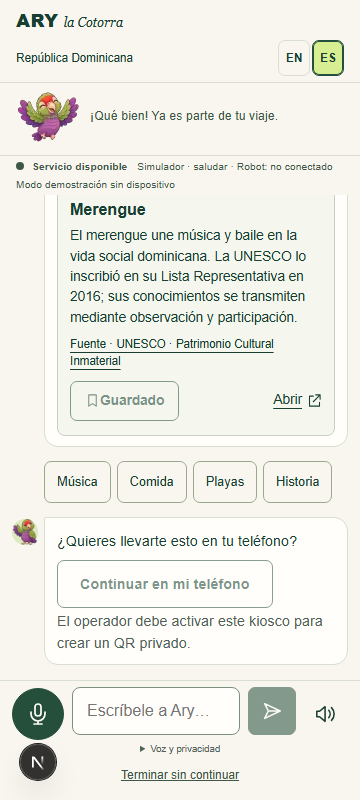 ARY la Cotorra
República Dominicana
EN
ES
¡Qué bien! Ya es parte de tu viaje.
Servicio disponible Simulador · saludar · Robot: no conectado
Modo demostración sin dispositivo
Merengue
El merengue une música y baile en la
vida social dominicana. La UNESCO lo
inscribió en su Lista Representativa en
2016; sus conocimientos se transmiten
mediante observación y participación.
Fuente · UNESCO · Patrimonio Cultural
Inmaterial
Guardado
Abrir
Música
Comida
Playas
Historia
¿Quieres llevarte esto en tu teléfono?
Continuar en mi teléfono
El operador debe activar este kiosco para
crear un QR privado.
Escríbele a Ary...
Voz y privacidad
N
Terminar sin continuar